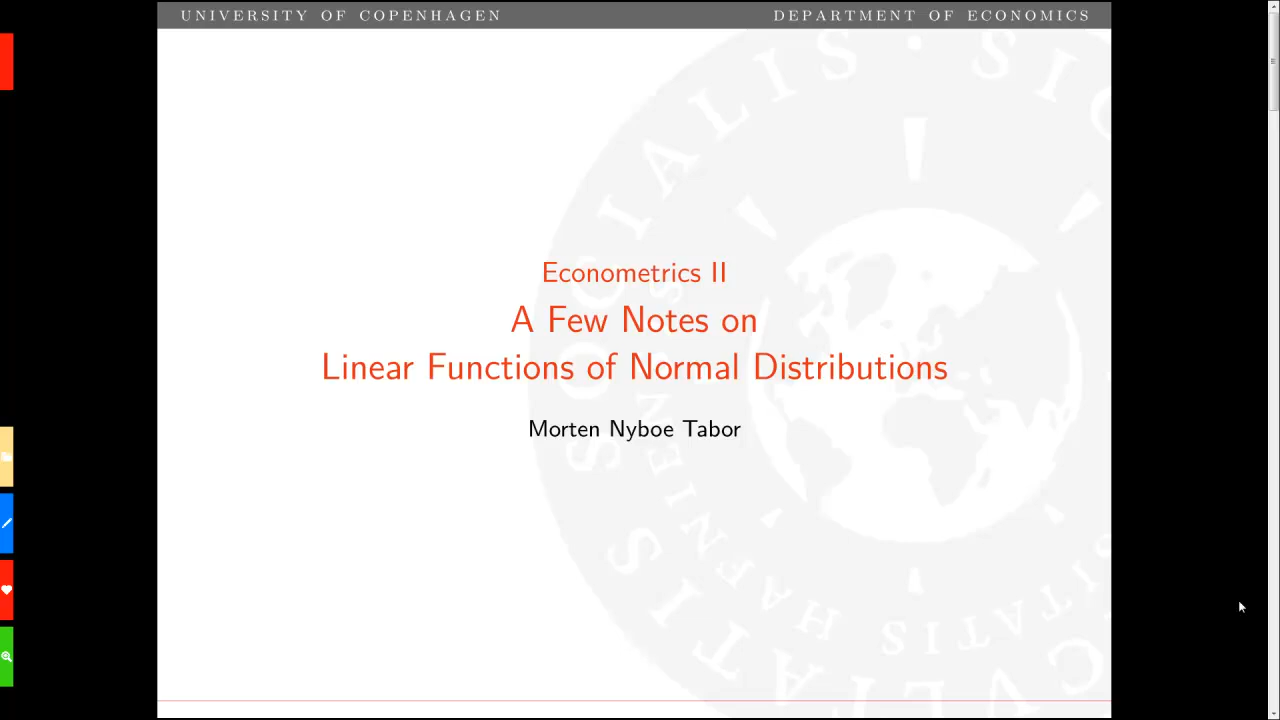 UNIVERSITY OF COPENHAGEN DEPARTMENT OF ECONOMICS
Econometrics II
A Few Notes on
Linear Functions of Normal Distributions
Morten Nyboe Tabor